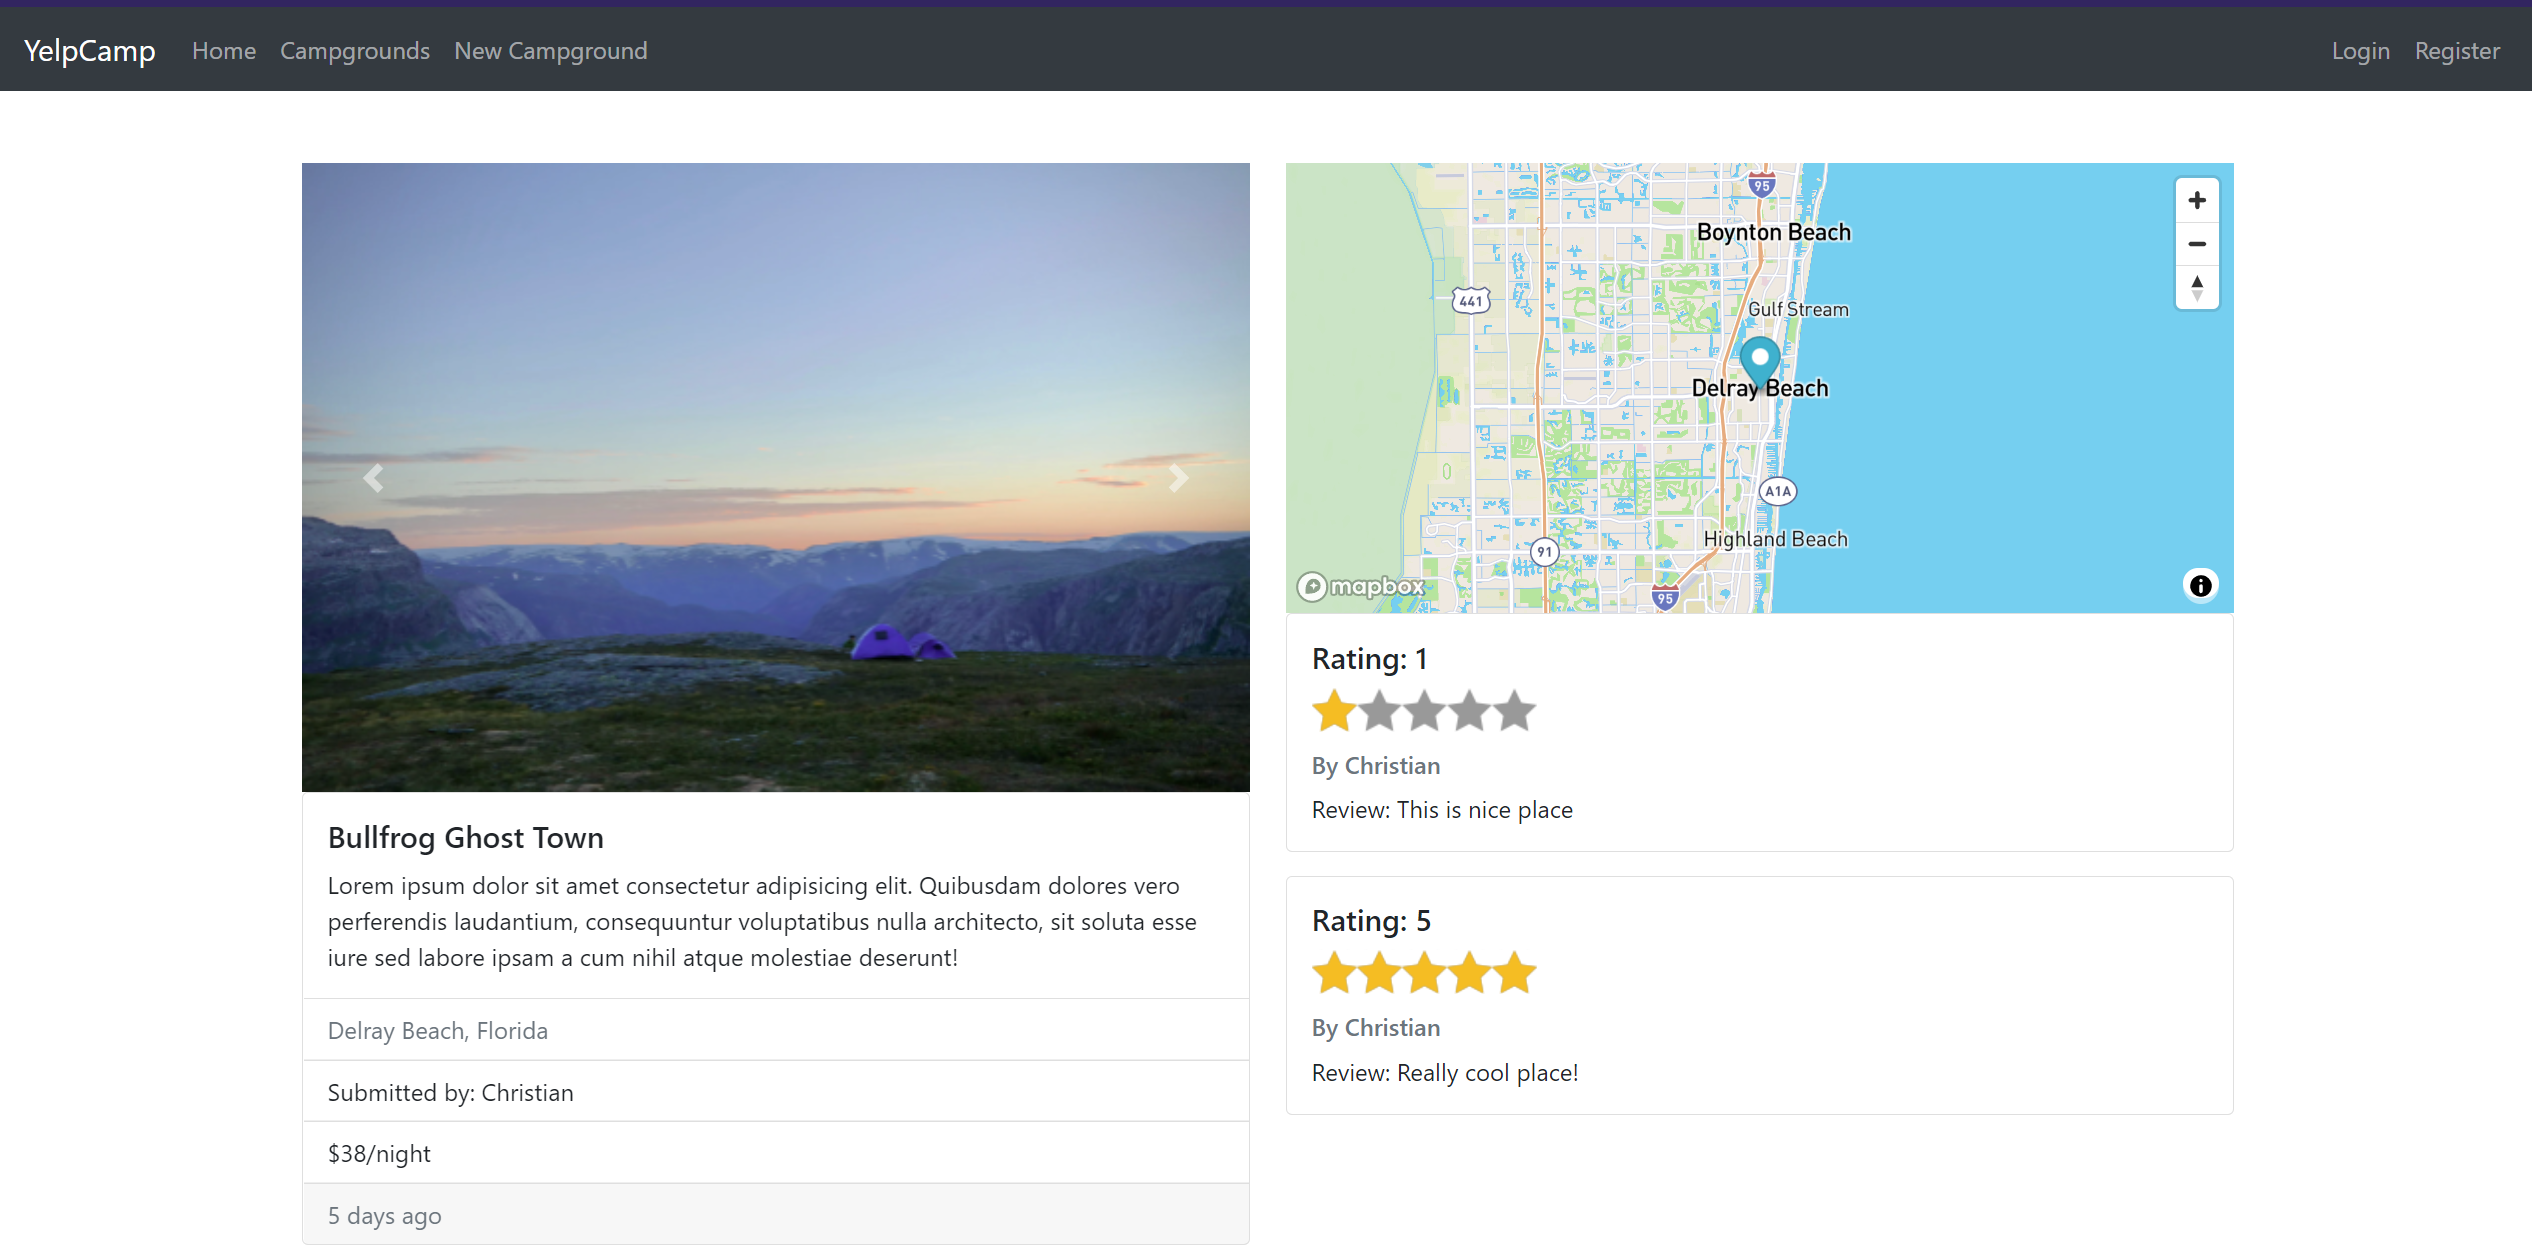 YelpCamp Home Campgrounds New Campground Login Register
Bullfrog Ghost Town
Lorem ipsum dolor sit amet consectetur adipisicing elit. Quibusdam dolores vero
perferendis laudantium, consequuntur voluptatibus nulla architecto, sit soluta esse
iure sed labore ipsam a cum nihil atque molestiae deserunt!
Delray Beach, Florida
Submitted by: Christian
$38/night
5 days ago
95
Boynton Beach
441
Gulf Stream
Delray Beach
A1A
Highland Beach
91
mapbox
95
Rating: 1
By Christian
Review: This is nice place
Rating: 5
By Christian
Review: Really cool place!